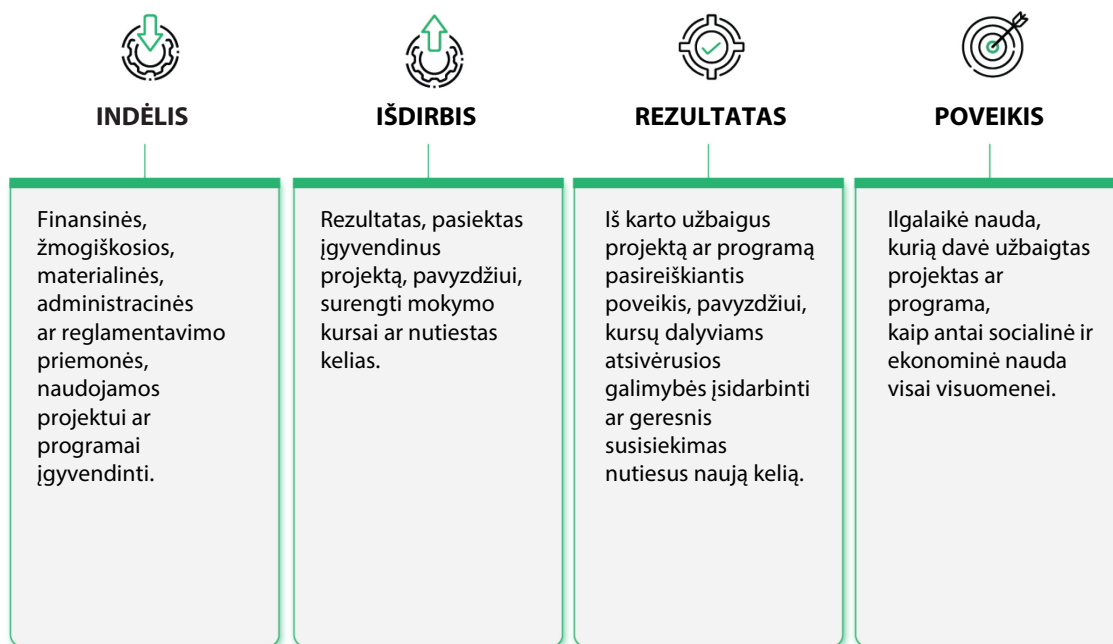 INDĖLIS
Finansinės,
žmogiškosios,
materialinės,
administracinės
ar reglamentavimo
priemonės,
naudojamos
projektui ar
programai
įgyvendinti.
IŠDIRBIS
Rezultatas, pasiektas
įgyvendinus
projektą, pavyzdžiui,
surengti mokymo
kursai ar nutiestas
kelias.
REZULTATAS
Iš karto užbaigus
projektą ar programą
pasireiškiantis
poveikis, pavyzdžiui,
kursų dalyviams
atsivėrusios
galimybės įsidarbinti
ar geresnis
susisiekimas
nutiesus naują kelią.
POVEIKIS
Ilgalaikė nauda,
kurią davė užbaigtas
projektas ar
programa,
kaip antai socialinė ir
ekonominė nauda
visai visuomenei.